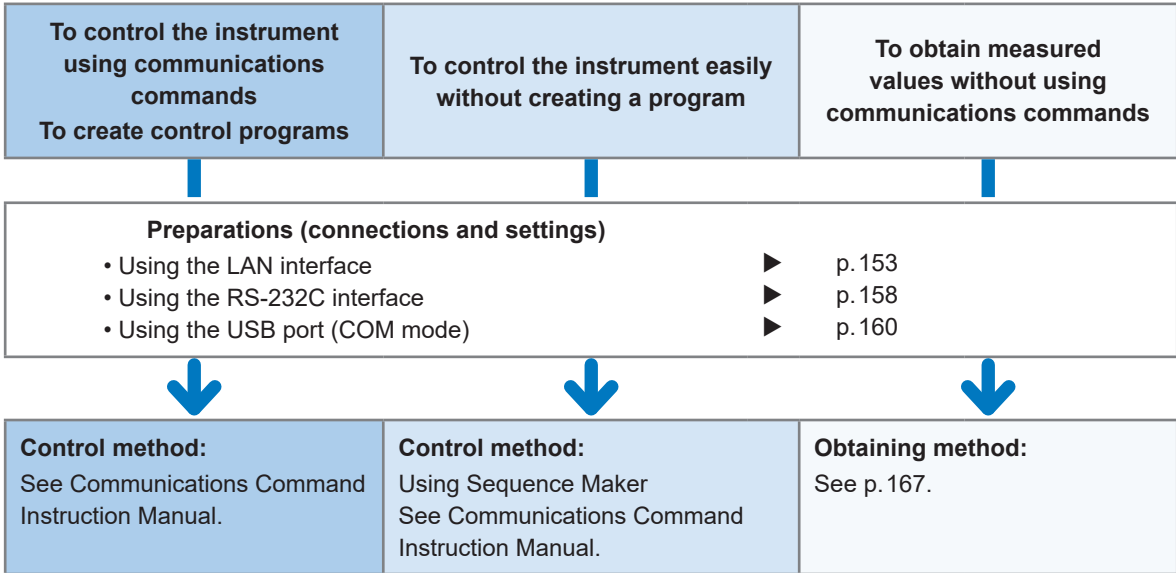 To control the instrument
using communications
commands
To create control programs
To control the instrument easily
without creating a program
To obtain measured
values without using
communications commands
Preparations (connections and settings)
• Using the LAN interface ▶ p.153
• Using the RS-232C interface ▶ p.158
• Using the USB port (COM mode) ▶ p.160
Control method:
See Communications Command
Instruction Manual.
Control method:
Using Sequence Maker
See Communications Command
Instruction Manual.
Obtaining method:
See p.167.